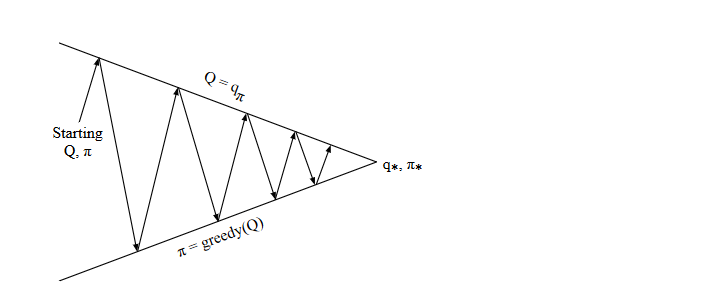 Q = qπ
Starting
Q, π
q*, π*
π = greedy(Q)